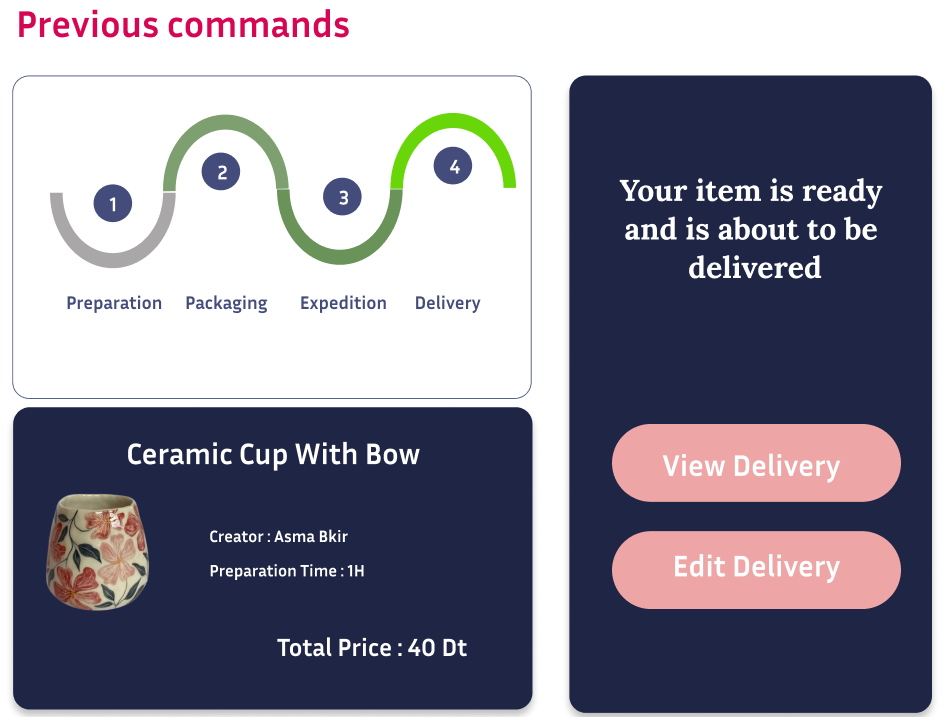 Previous commands
1
2
3
4
Preparation
Packaging
Expedition
Delivery
Ceramic Cup With Bow
Creator : Asma Bkir
Preparation Time : 1H
Total Price : 40 Dt
Your item is ready
and is about to be
delivered
View Delivery
Edit Delivery